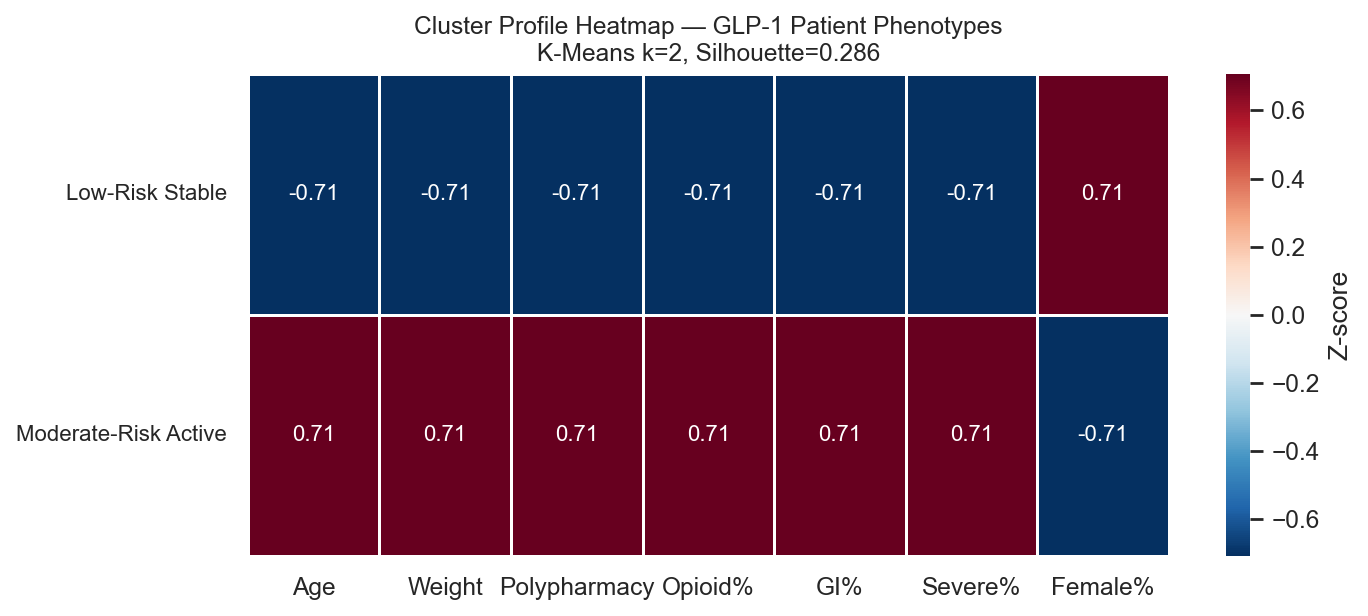 Cluster Profile Heatmap — GLP-1 Patient Phenotypes
K-Means k=2, Silhouette=0.286
Low-Risk Stable
-0.71 -0.71 -0.71 -0.71 -0.71 -0.71 0.71
Moderate-Risk Active
0.71 0.71 0.71 0.71 0.71 0.71 -0.71
Age Weight Polypharmacy Opioid% GI% Severe% Female%
0.6
0.4
0.2
0.0
−0.2
−0.4
−0.6
Z-score